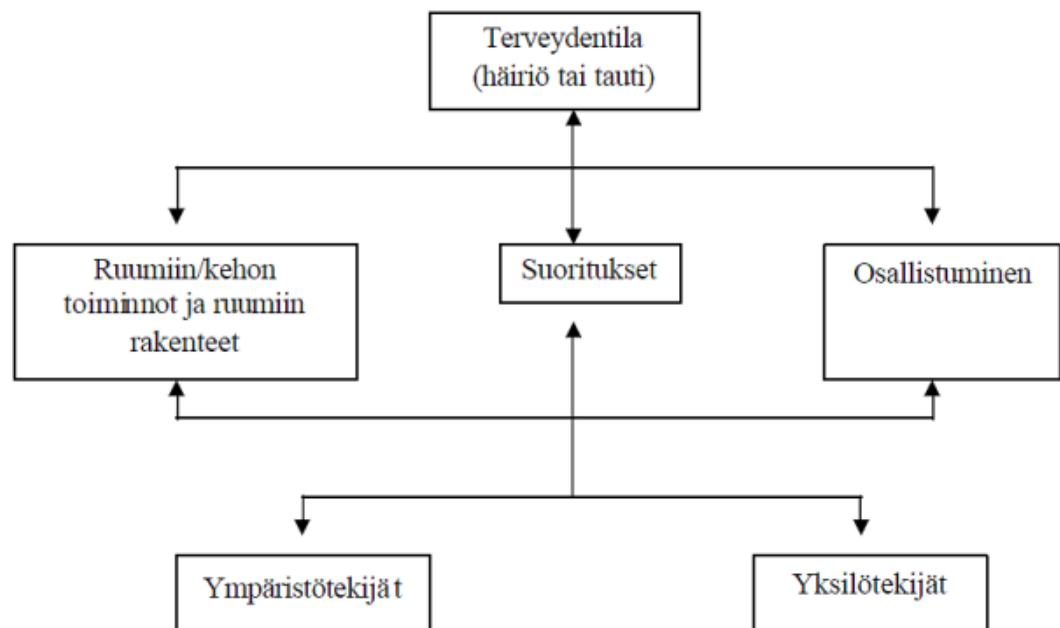 Terveydentila
(häiriö tai tauti)
Ruumiin/kehon
toiminnot ja ruumiin
rakenteet
Suoritukset
Osallistuminen
Ympäristötekijät
Yksilötekijät